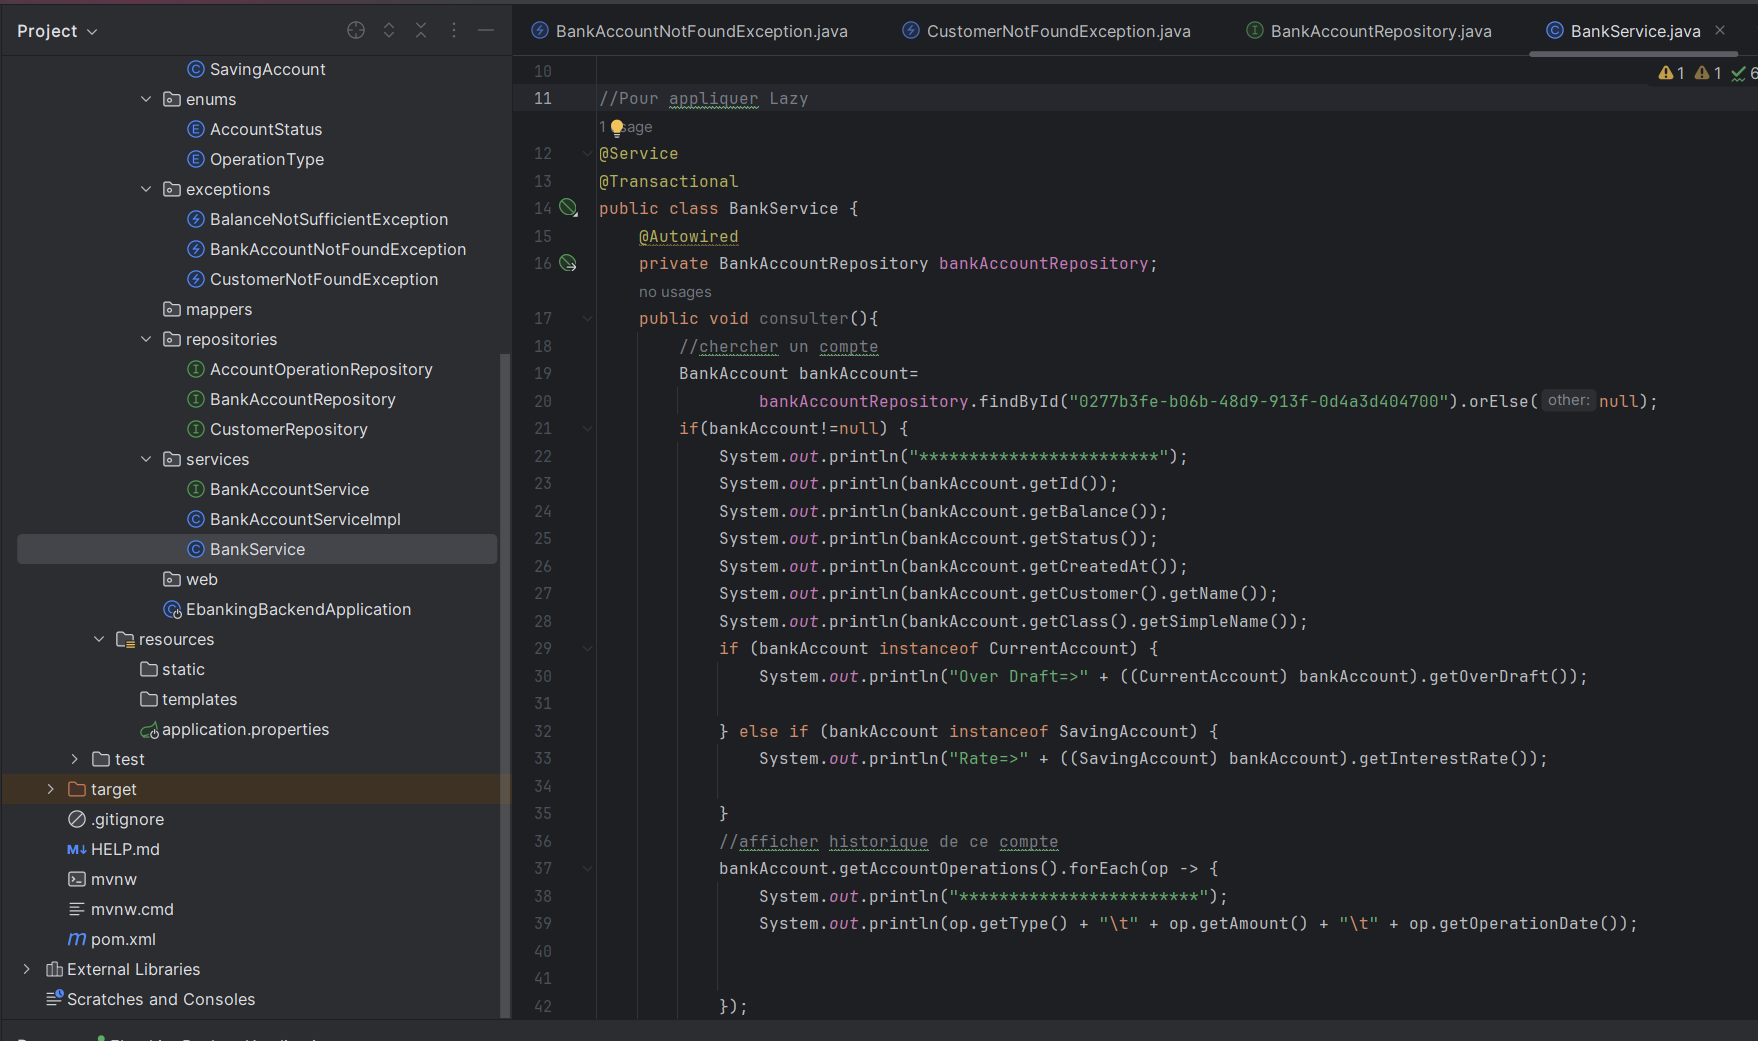 Project
SavingAccount
enums
AccountStatus
OperationType
exceptions
BalanceNotSufficientException
BankAccountNotFoundException
CustomerNotFoundException
mappers
repositories
AccountOperationRepository
BankAccountRepository
CustomerRepository
services
BankAccountService
BankAccountServiceImpl
BankService
web
EbankingBackendApplication
resources
static
templates
application.properties
test
target
.gitignore
HELP.md
mvnw
mvnw.cmd
pom.xml
External Libraries
Scratches and Consoles
BankAccountNotFoundException.java
CustomerNotFoundException.java
BankAccountRepository.java
BankService.java
1 1 6
10
11 //Pour appliquer Lazy
12 @Service
13 @Transactional
14 public class BankService {
15 @Autowired
16 private BankAccountRepository bankAccountRepository;
no usages
17 public void consulter(){
18 //chercher un compte
19 BankAccount bankAccount=
20 bankAccountRepository.findById("0277b3fe-b06b-48d9-913f-0d4a3d404700").orElse( other: null);
21 if(bankAccount!=null) {
22 System.out.println("************************");
23 System.out.println(bankAccount.getId());
24 System.out.println(bankAccount.getBalance());
25 System.out.println(bankAccount.getStatus());
26 System.out.println(bankAccount.getCreatedAt());
27 System.out.println(bankAccount.getCustomer().getName());
28 System.out.println(bankAccount.getClass().getSimpleName());
29 if (bankAccount instanceof CurrentAccount) {
30 System.out.println("Over Draft=>" + ((CurrentAccount) bankAccount).getOverDraft());
31
32 } else if (bankAccount instanceof SavingAccount) {
33 System.out.println("Rate=>" + ((SavingAccount) bankAccount).getInterestRate());
34
35 }
36 //afficher historique de ce compte
37 bankAccount.getAccountOperations().forEach(op -> {
38 System.out.println("************************");
39 System.out.println(op.getType() + "\t" + op.getAmount() + "\t" + op.getOperationDate());
40
41
42 });